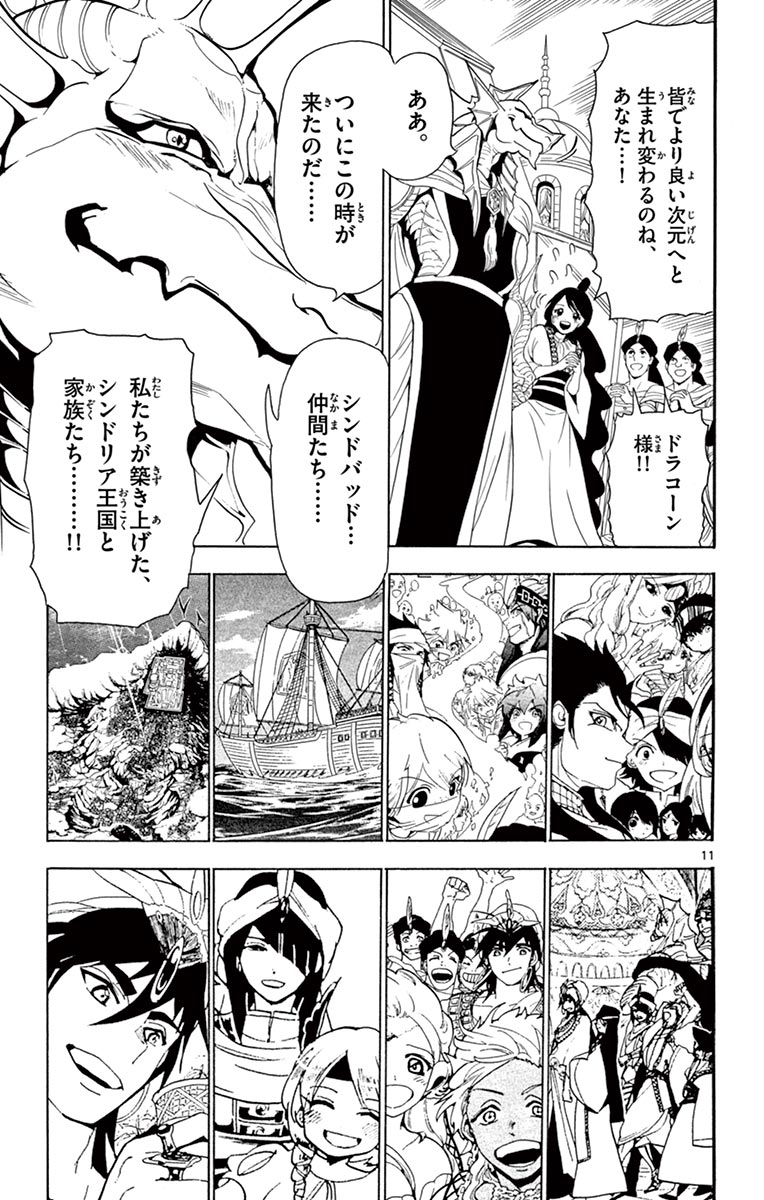 皆でより良い次元へと
生まれ変わるのね、
あなた…!
ドラコーン
様!!
ああ。
ついにこの時が
来たのだ……
シンドバッド…
仲間たち……
私たちが築き上げた、
シンドリア王国と
家族たち………!!
11